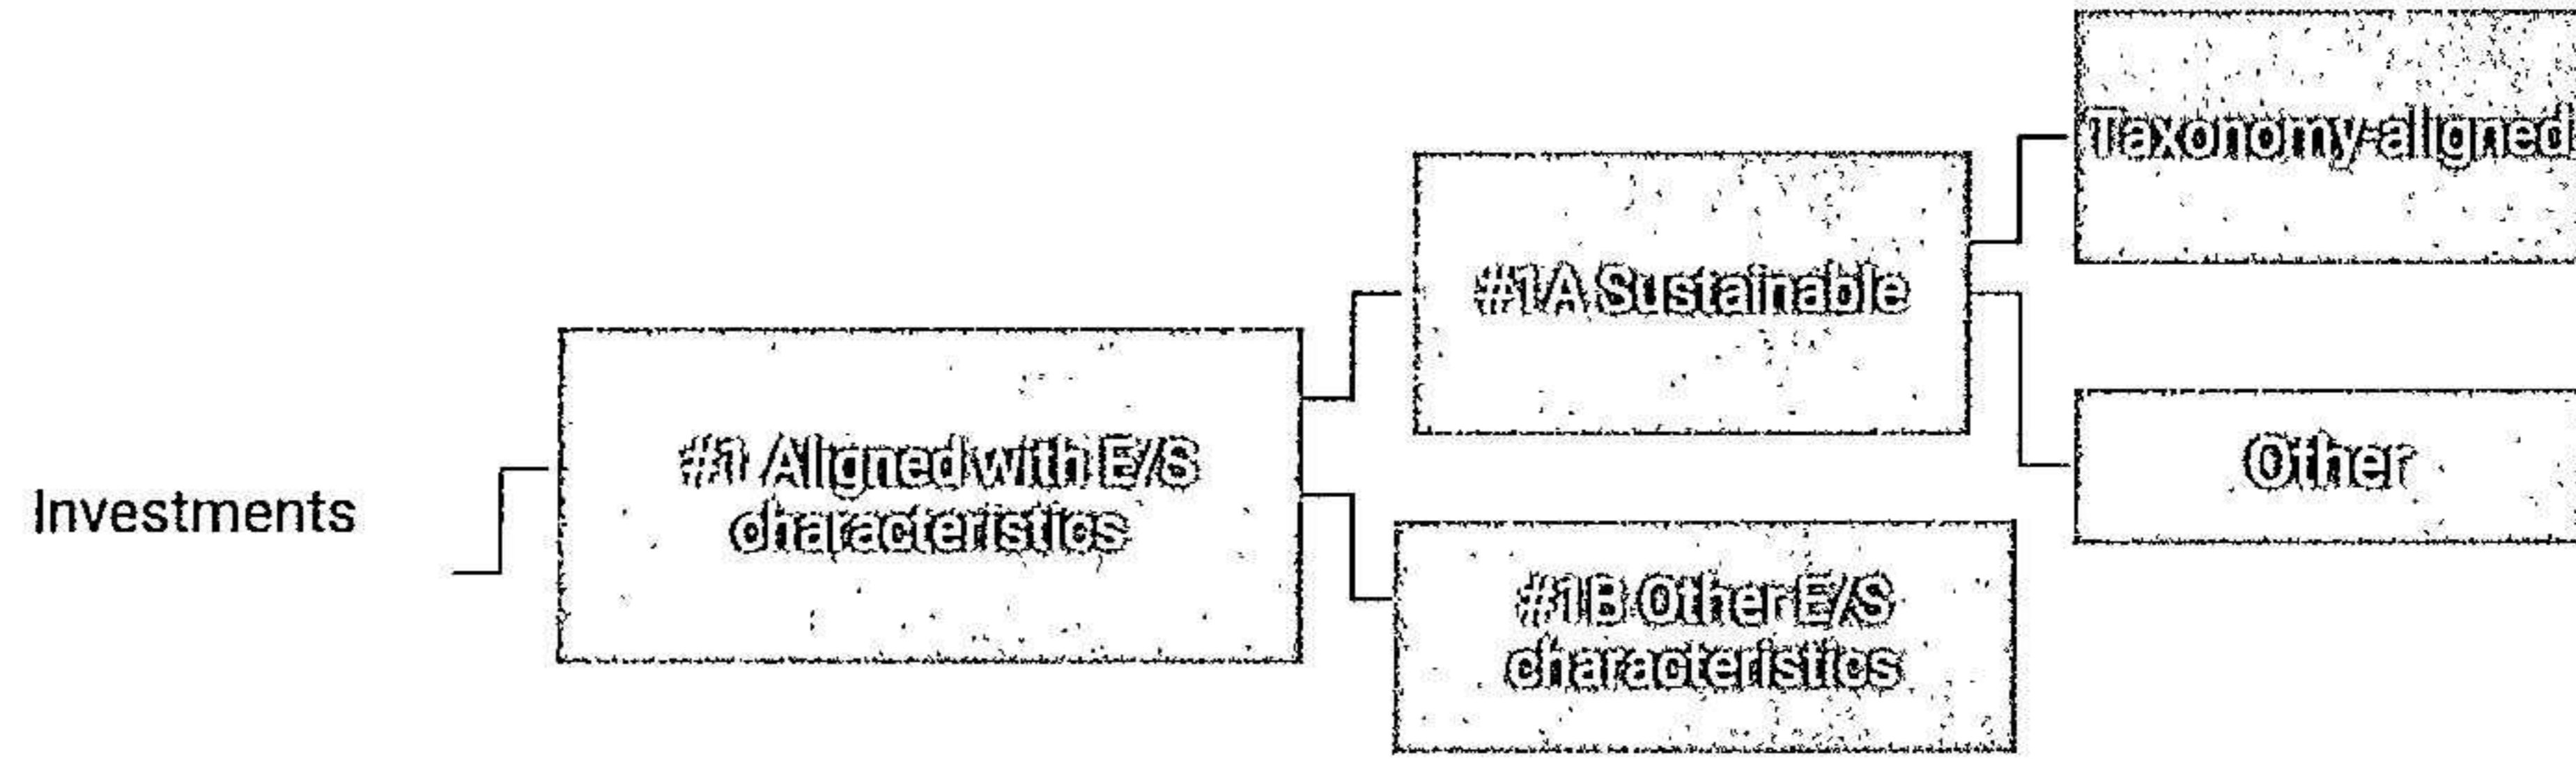 Investments
#1 Aligned with E/S
characteristics
#1A Sustainable
#1B Other E/S
characteristics
Taxonomy-aligned
Other